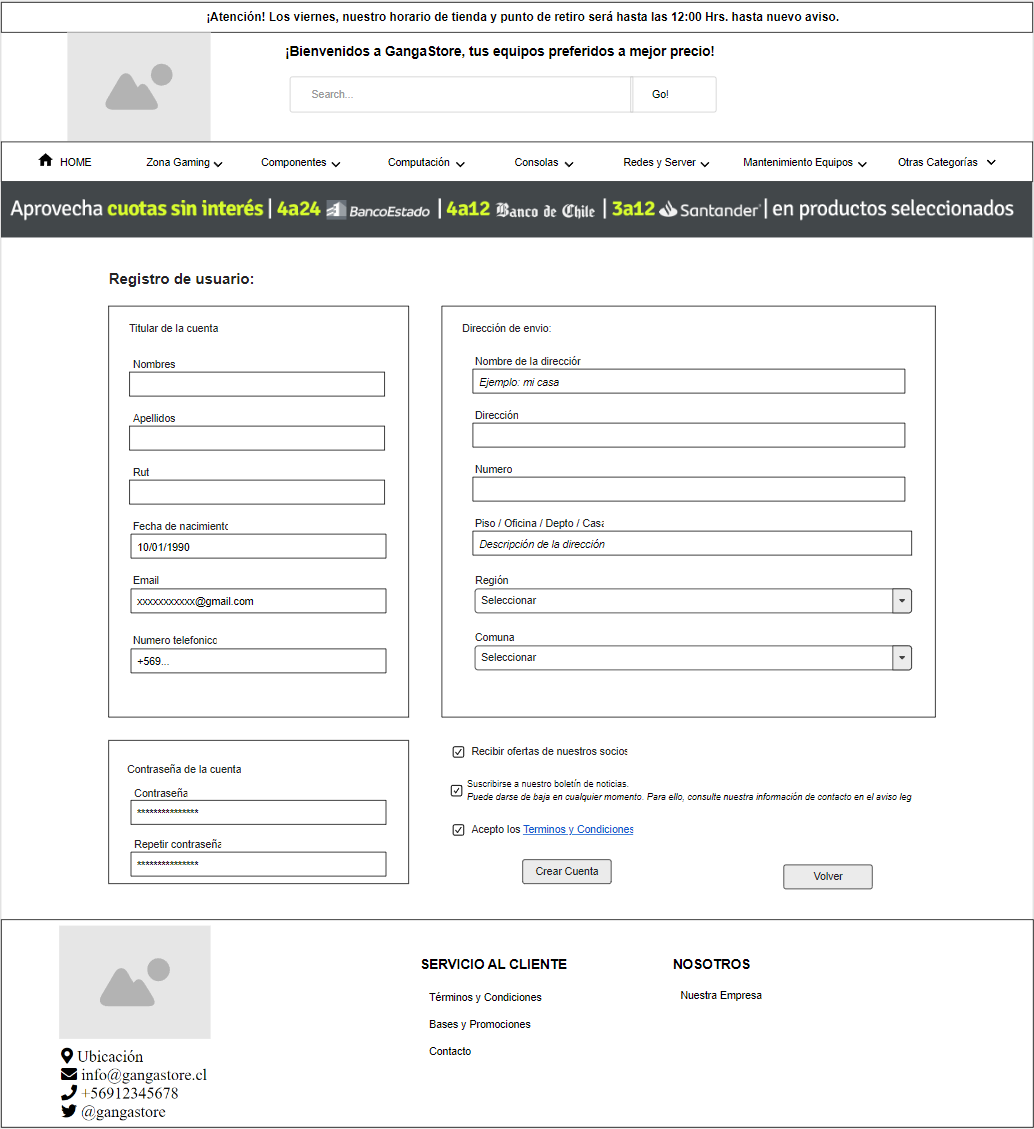 ¡Atención! Los viernes, nuestro horario de tienda y punto de retiro será hasta las 12:00 Hrs. hasta nuevo aviso.
¡Bienvenidos a GangaStore, tus equipos preferidos a mejor precio!
Search... Go!
HOME Zona Gaming Componentes Computación Consolas Redes y Server Mantenimiento Equipos Otras Categorías
Aprovecha cuotas sin interés | 4a24 BancoEstado | 4a12 Banco de Chile | 3a12 Santander | en productos seleccionados
Registro de usuario:
Titular de la cuenta
Nombres
Apellidos
Rut
Fecha de nacimiento
10/01/1990
Email
xxxxxxxxxxx@gmail.com
Numero telefonico
+569...
Dirección de envio:
Nombre de la dirección
Ejemplo: mi casa
Dirección
Numero
Piso / Oficina / Depto / Casa
Descripción de la dirección
Región
Seleccionar
Comuna
Seleccionar
Contraseña de la cuenta
Contraseña
***************
Repetir contraseña
***************
Recibir ofertas de nuestros socios
Suscribirse a nuestro boletín de noticias.
Puede darse de baja en cualquier momento. Para ello, consulte nuestra información de contacto en el aviso leg
Acepto los Terminos y Condiciones
Crear Cuenta
Volver
Ubicación
info@gangastore.cl
+56912345678
@gangastore
SERVICIO AL CLIENTE
Términos y Condiciones
Bases y Promociones
Contacto
NOSOTROS
Nuestra Empresa